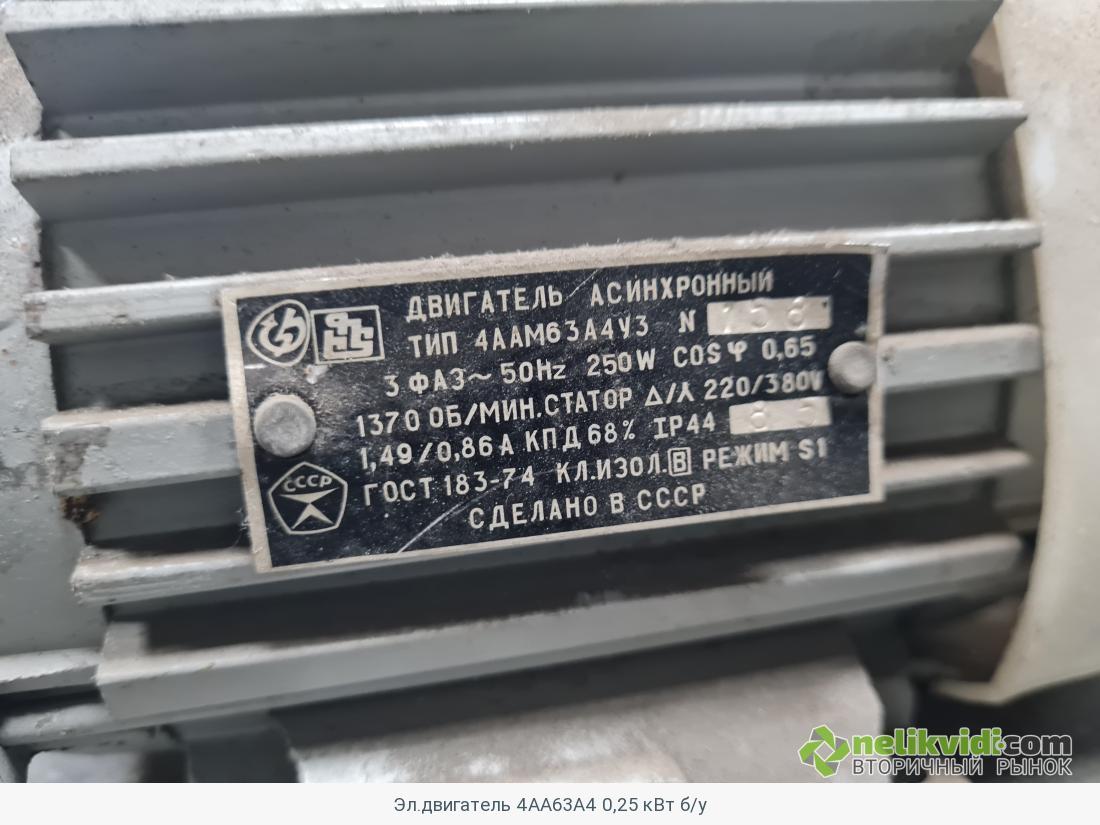 ДВИГАТЕЛЬ АСИНХРОННЫЙ
ТИП 4ААМ63А4У3 N
3 ФАЗ~ 50Hz 250W COS φ 0,65
1370 ОБ/МИН.СТАТОР Δ/⅄ 220/380V
1,49/0,86А КПД 68% IP44
ГОСТ 183-74 КЛ.ИЗОЛ.В РЕЖИМ S1
СДЕЛАНО В СССР
СССР
nelikvidi.com
ВТОРИЧНЫЙ РЫНОК
Эл.двигатель 4АА63А4 0,25 кВт б/у